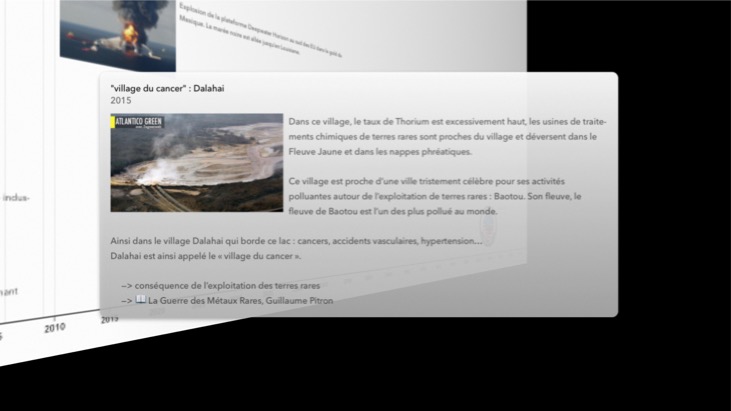 Explosion de la plateforme Deepwater Horizon au sud des EU dans le golfe du
Mexique. La marée noire est allée jusqu'en Louisiane.
"village du cancer" : Dalahai
2015
ATLANTICO GREEN
Dans ce village, le taux de Thorium est excessivement haut, les usines de traite-
ments chimiques de terres rares sont proches du village et déversent dans le
Fleuve Jaune et dans les nappes phréatiques.
Ce village est proche d'une ville tristement célèbre pour ses activités
polluantes autour de l'exploitation de terres rares : Baotou. Son fleuve, le
fleuve de Baotou est l'un des plus pollué au monde.
Ainsi dans le village Dalahai qui borde ce lac : cancers, accidents vasculaires, hypertension...
Dalahai est ainsi appelé le « village du cancer ».
indus-
–> conséquence de l'exploitation des terres rares
nant
–> 📖 La Guerre des Métaux Rares, Guillaume Pitron
2010
2015